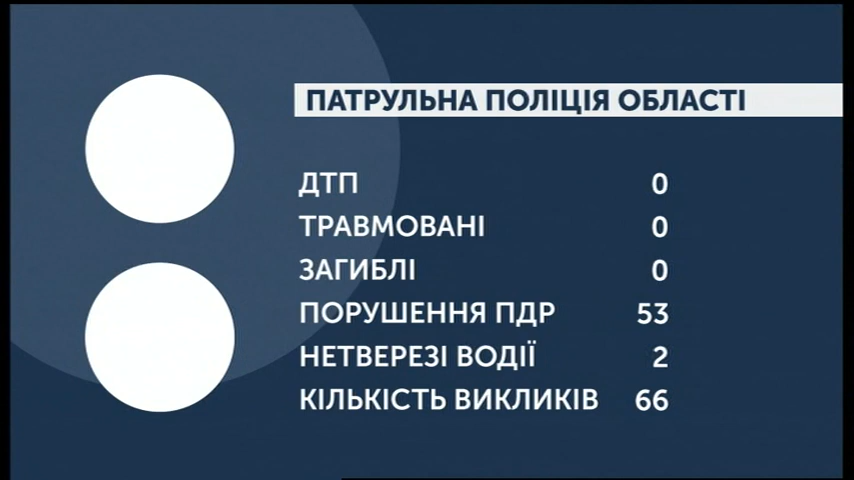 ПАТРУЛЬНА ПОЛІЦІЯ ОБЛАСТІ
ДТП 0
ТРАВМОВАНІ 0
ЗАГИБЛІ 0
ПОРУШЕННЯ ПДР 53
НЕТВЕРЕЗІ ВОДІЇ 2
КІЛЬКІСТЬ ВИКЛИКІВ 66